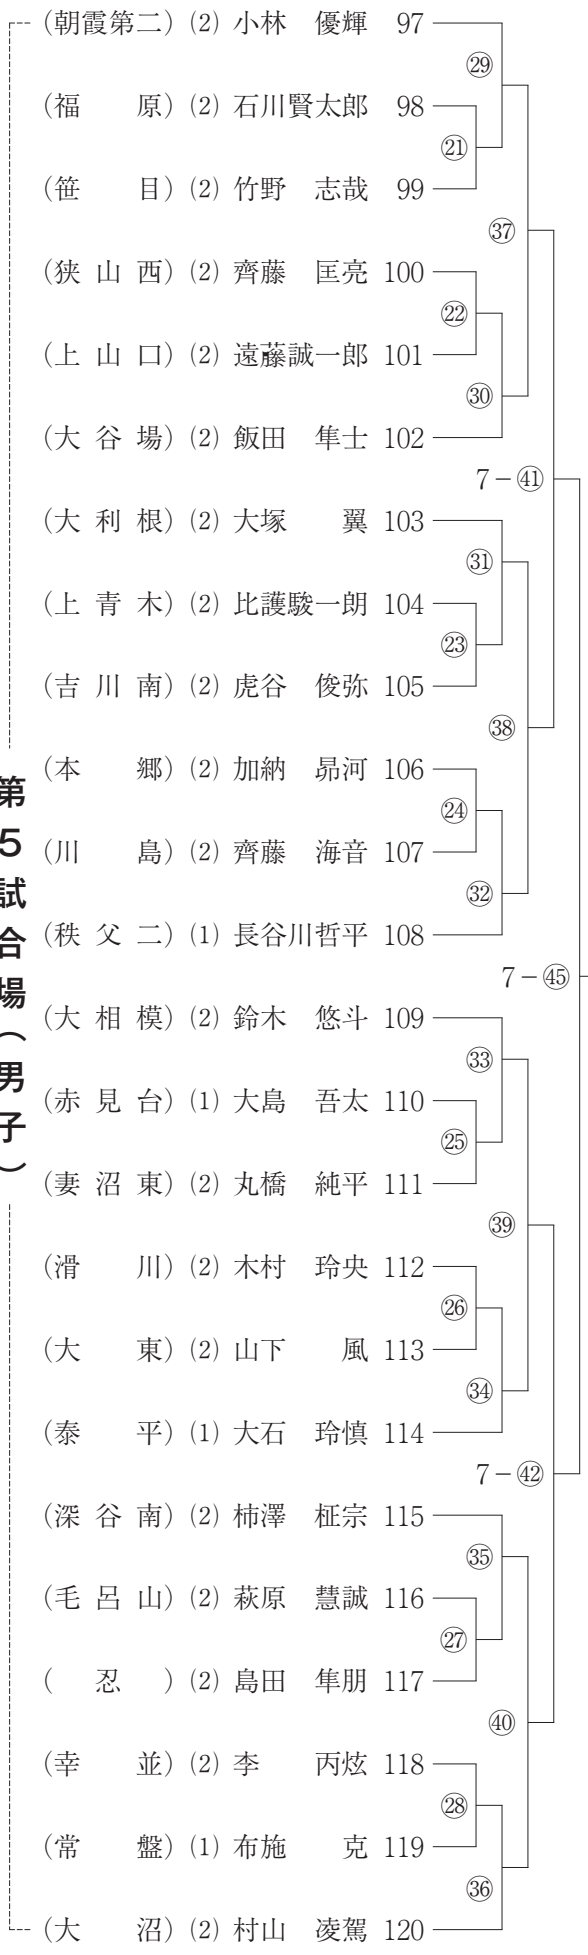 (朝霞第二) (2) 小林 優輝 97
㉙
(福 原) (2) 石川賢太郎 98
㉑
(笹 目) (2) 竹野 志哉 99
㊲
(狭山西) (2) 齊藤 匡亮 100
㉒
(上山口) (2) 遠藤誠一郎 101
㉚
(大谷場) (2) 飯田 隼士 102
7-㊶
(大利根) (2) 大塚 翼 103
㉛
(上青木) (2) 比護駿一朗 104
㉓
(吉川南) (2) 虎谷 俊弥 105
㊳
(本 郷) (2) 加納 昴河 106
㉔
(川 島) (2) 齊藤 海音 107
㉜
(秩父二) (1) 長谷川哲平 108
第5試合場(男子)
7-㊺
(大相模) (2) 鈴木 悠斗 109
㉝
(赤見台) (1) 大島 吾太 110
㉕
(妻沼東) (2) 丸橋 純平 111
㊴
(滑 川) (2) 木村 玲央 112
㉖
(大 東) (2) 山下 風 113
㉞
(泰 平) (1) 大石 玲慎 114
7-㊷
(深谷南) (2) 柿澤 柾宗 115
㉟
(毛呂山) (2) 萩原 慧誠 116
㉗
(忍) (2) 島田 隼朋 117
㊵
(幸 並) (2) 李 丙炫 118
㉘
(常 盤) (1) 布施 克 119
㊱
(大 沼) (2) 村山 凌駕 120